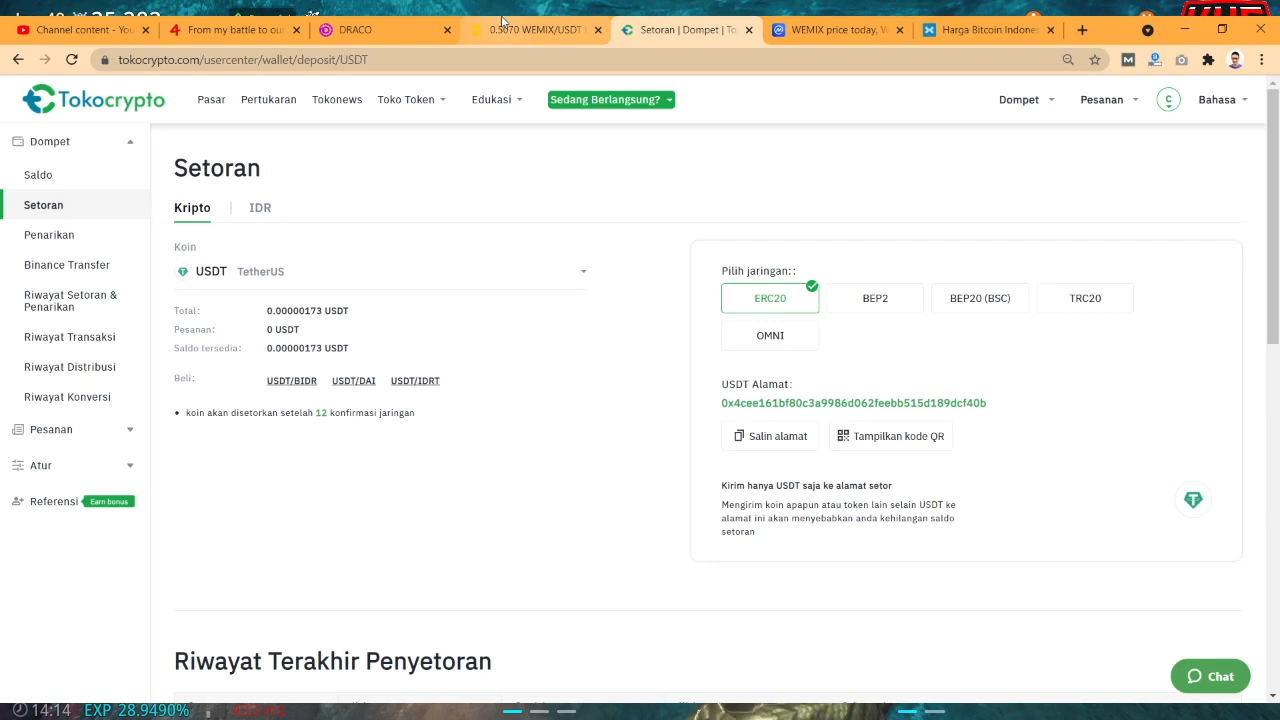 Channel content - You
From my battle to our
DRACO
0.5070 WEMIX/USDT
Setoran | Dompet | To
WEMIX price today, W
Harga Bitcoin Indones
tokocrypto.com/usercenter/wallet/deposit/USDT
Tokocrypto
Pasar
Pertukaran
Tokonews
Toko Token
Edukasi
Sedang Berlangsung?
Dompet
Pesanan
C
Bahasa
Dompet
Saldo
Setoran
Penarikan
Binance Transfer
Riwayat Setoran &
Penarikan
Riwayat Transaksi
Riwayat Distribusi
Riwayat Konversi
Pesanan
Atur
Referensi Earn bonus
Setoran
Kripto | IDR
Koin
USDT TetherUS
Total: 0.00000173 USDT
Pesanan: 0 USDT
Saldo tersedia: 0.00000173 USDT
Beli: USDT/BIDR USDT/DAI USDT/IDRT
• koin akan disetorkan setelah 12 konfirmasi jaringan
Pilih jaringan::
ERC20 BEP2 BEP20 (BSC) TRC20
OMNI
USDT Alamat:
0x4cee161bf80c3a9986d062feebb515d189dcf40b
Salin alamat
Tampilkan kode QR
Kirim hanya USDT saja ke alamat setor
Mengirim koin apapun atau token lain selain USDT ke
alamat ini akan menyebabkan anda kehilangan saldo
setoran
Riwayat Terakhir Penyetoran
Chat
14:14 EXP 28.9490%